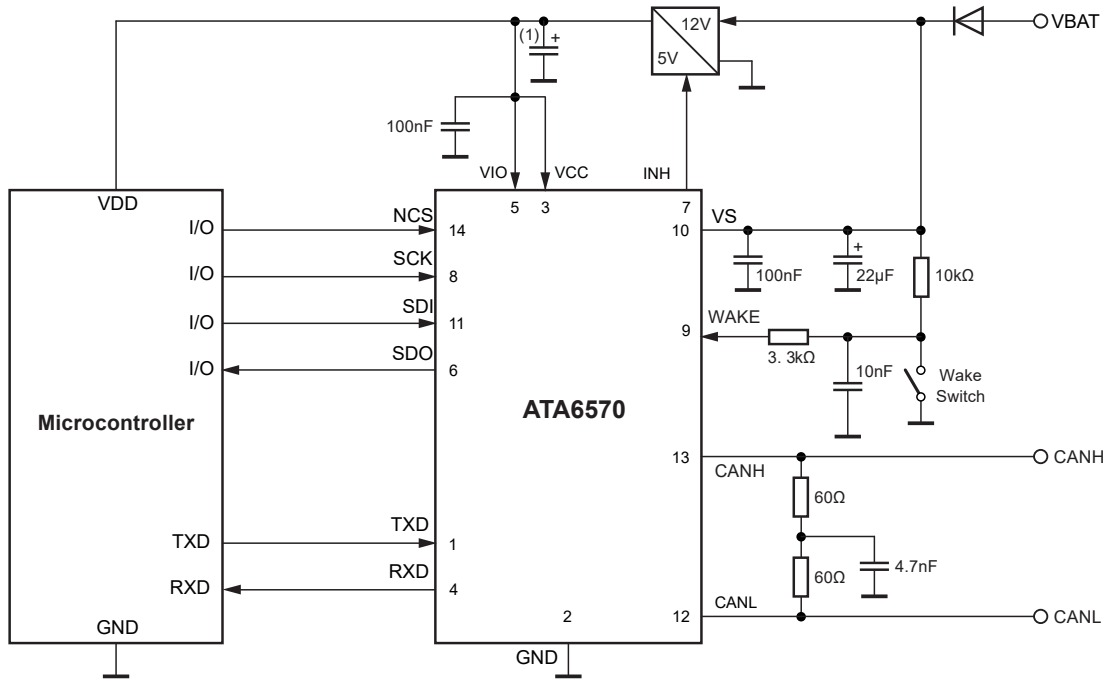 VBAT
(1)
+
12V
5V
100nF
VIO
VCC
INH
VDD
5
3
7
I/O
NCS
14
10
VS
+
I/O
SCK
8
100nF
22µF
10kΩ
I/O
SDI
11
9
WAKE
I/O
SDO
6
3. 3kΩ
10nF
Wake
Switch
Microcontroller
ATA6570
13
CANH
CANH
60Ω
TXD
TXD
1
RXD
RXD
4
60Ω
4.7nF
GND
2
12
CANL
CANL
GND